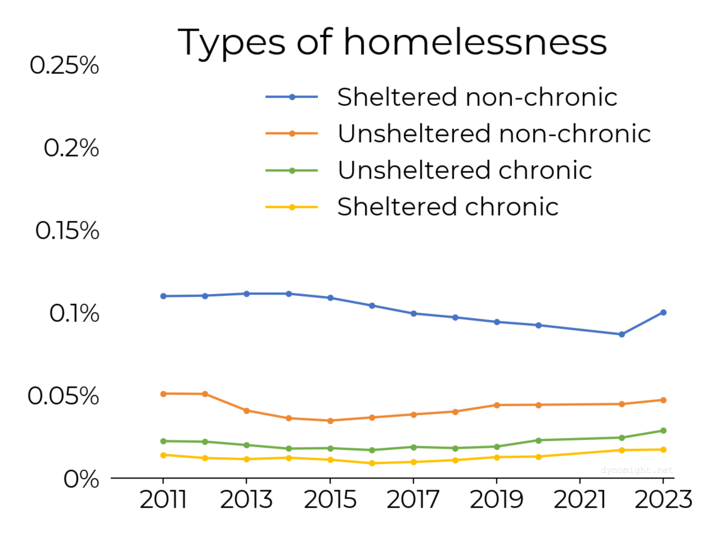 Types of homelessness
0.25%
Sheltered non-chronic
Unsheltered non-chronic
0.2%
Unsheltered chronic
Sheltered chronic
0.15%
0.1%
0.05%
dynomight.net
0%
2011 2013 2015 2017 2019 2021 2023